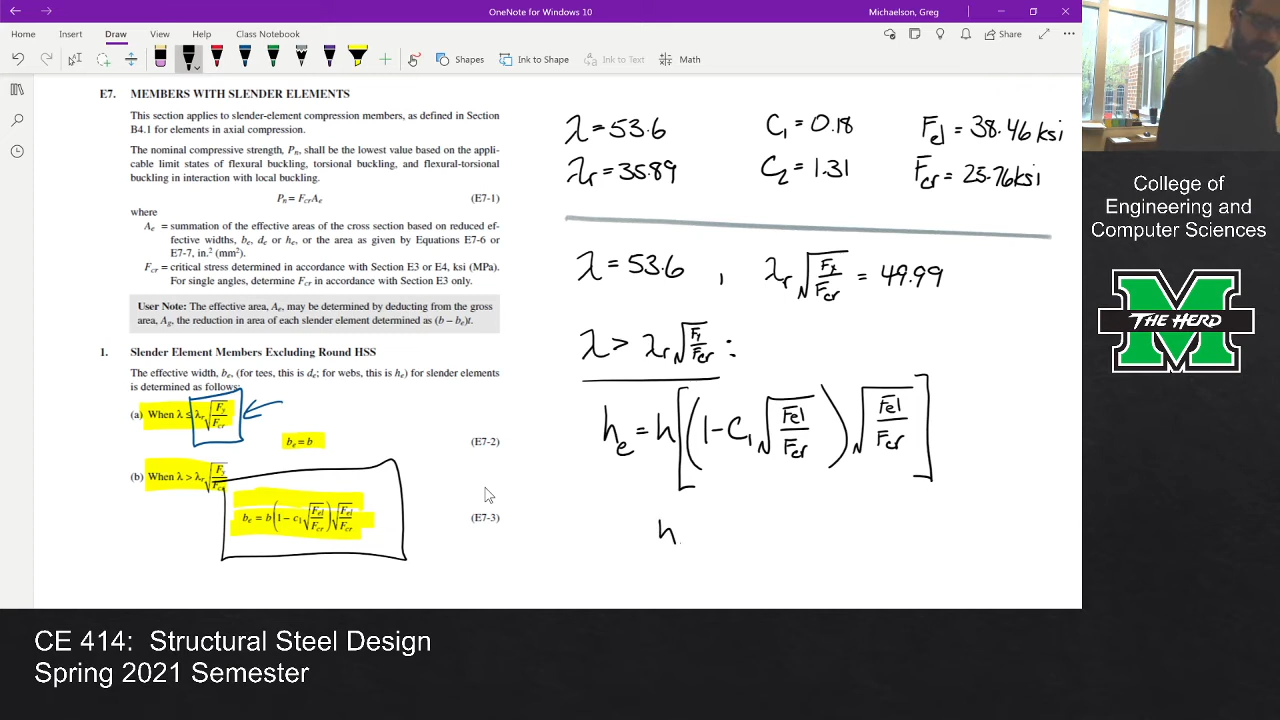 OneNote for Windows 10
Michaelson, Greg
Home Insert Draw View Help Class Notebook
Share
Shapes Ink to Shape Ink to Text Math
E7. MEMBERS WITH SLENDER ELEMENTS
This section applies to slender-element compression members, as defined in Section
B4.1 for elements in axial compression.
The nominal compressive strength, Pn, shall be the lowest value based on the appli-
cable limit states of flexural buckling, torsional buckling, and flexural-torsional
buckling in interaction with local buckling.
Pn = FcrAe (E7-1)
where
Ae = summation of the effective areas of the cross section based on reduced ef-
fective widths, be, de or he, or the area as given by Equations E7-6 or
E7-7, in.² (mm²).
Fcr = critical stress determined in accordance with Section E3 or E4, ksi (MPa).
For single angles, determine Fcr in accordance with Section E3 only.
User Note: The effective area, Ae, may be determined by deducting from the gross
area, Ag, the reduction in area of each slender element determined as (b − be)t.
1. Slender Element Members Excluding Round HSS
The effective width, be, (for tees, this is de; for webs, this is he) for slender elements
is determined as follows:
(a) When λ ≤ λr√(Fy/Fcr)
be = b (E7-2)
(b) When λ > λr√(Fy/Fcr)
be = b(1 − c1√(Fel/Fcr))√(Fel/Fcr) (E7-3)
λ = 53.6 C1 = 0.18 Fel = 38.46 ksi
λr = 35.89 C2 = 1.31 Fcr = 25.76 ksi
λ = 53.6 , λr√(Fy/Fcr) = 49.99
λ > λr√(Fy/Fcr) :
he = h[(1 - C1√(Fel/Fcr))√(Fel/Fcr)]
h
College of
Engineering and
Computer Sciences
THE HERD
CE 414: Structural Steel Design
Spring 2021 Semester